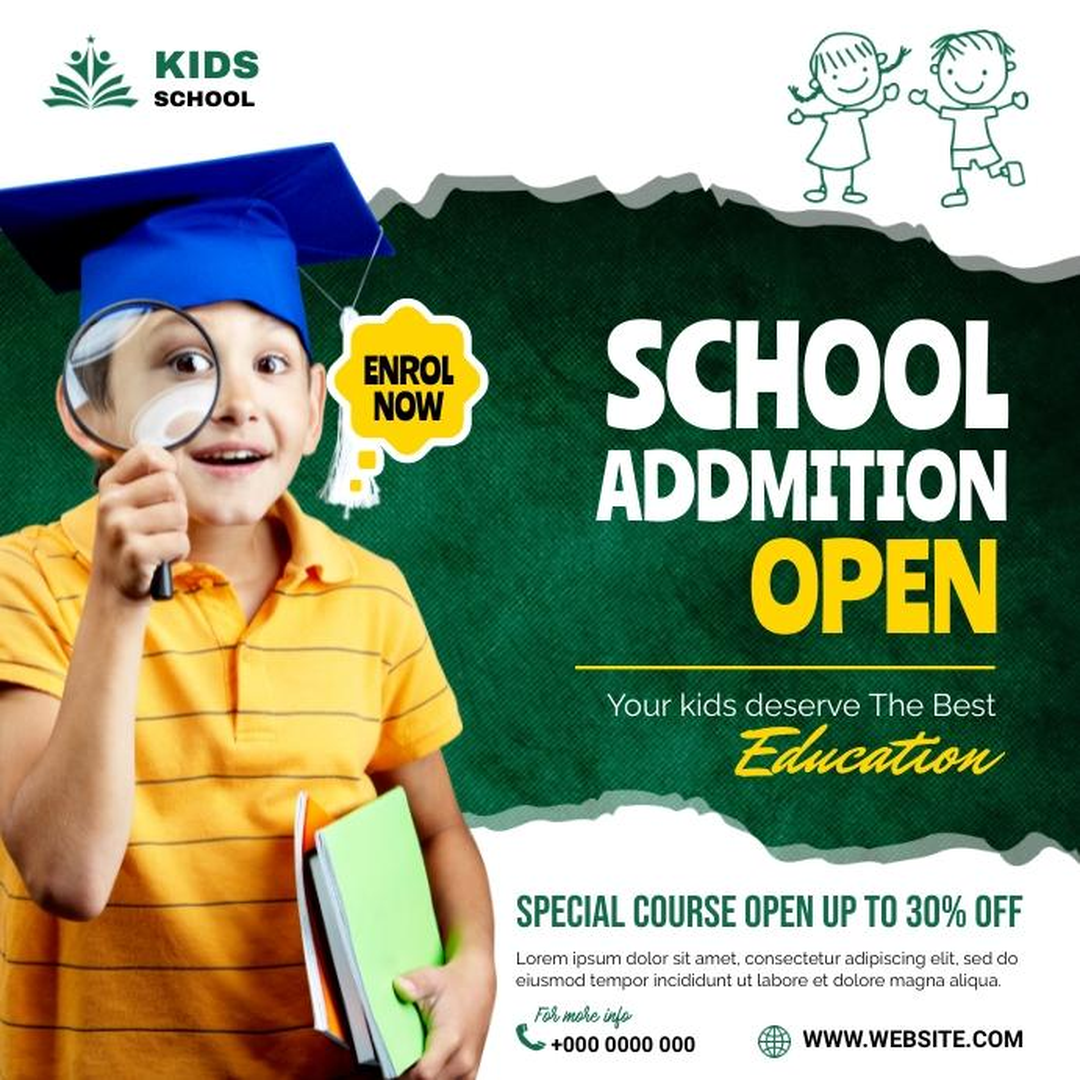 KIDS
SCHOOL
ENROL
NOW
SCHOOL
ADDMITION
OPEN
Your kids deserve The Best
Education
SPECIAL COURSE OPEN UP TO 30% OFF
Lorem ipsum dolor sit amet, consectetur adipiscing elit, sed do
eiusmod tempor incididunt ut labore et dolore magna aliqua.
For more info
+000 0000 000
WWW.WEBSITE.COM